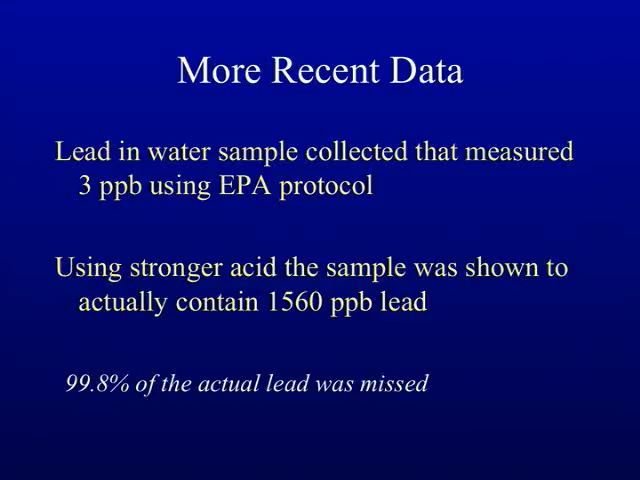 More Recent Data
Lead in water sample collected that measured
3 ppb using EPA protocol
Using stronger acid the sample was shown to
actually contain 1560 ppb lead
99.8% of the actual lead was missed